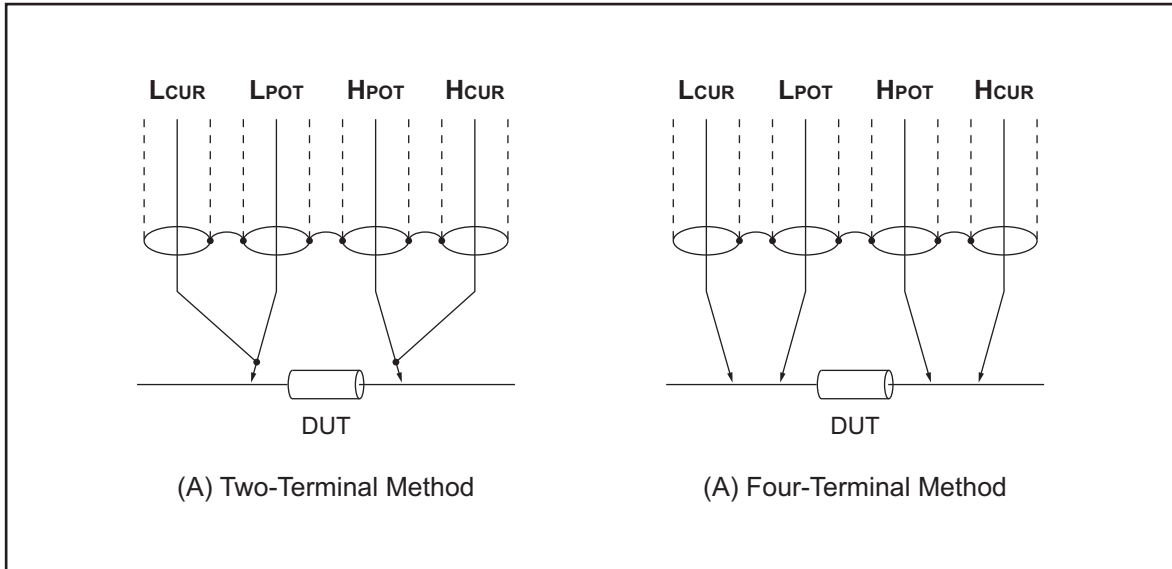 LCUR LPOT HPOT HCUR
LCUR LPOT HPOT HCUR
DUT
DUT
(A) Two-Terminal Method
(A) Four-Terminal Method